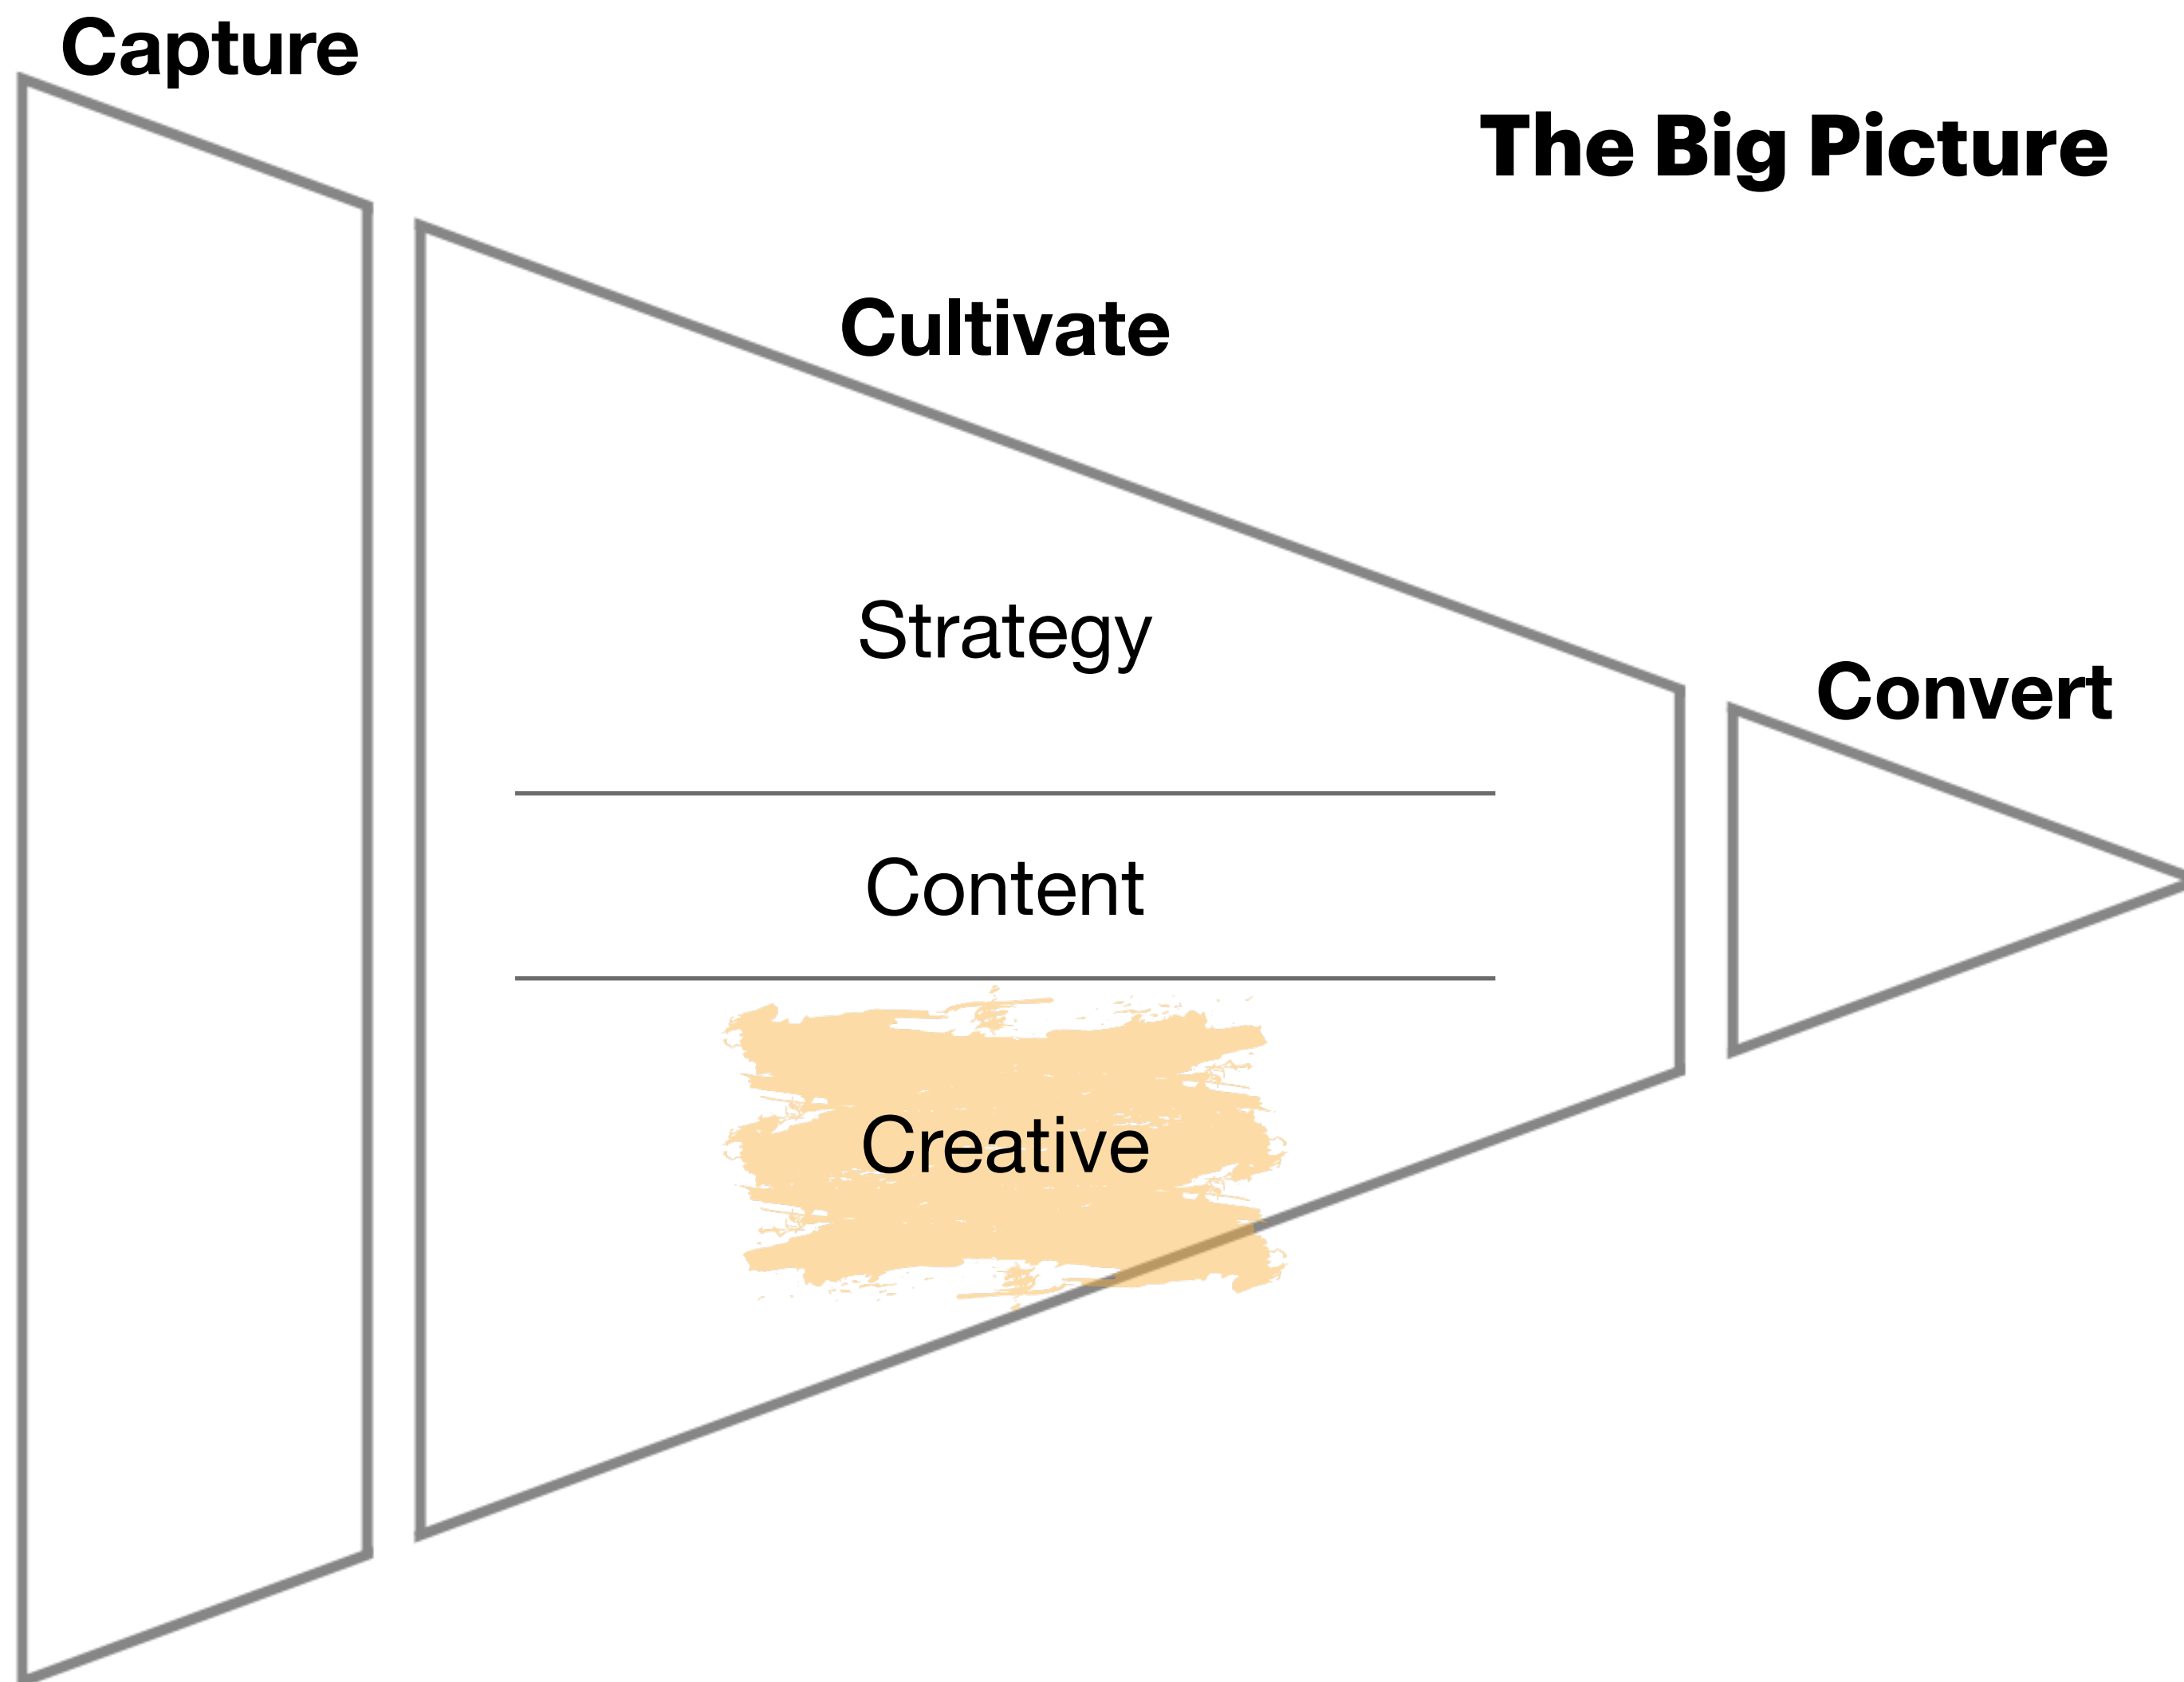 Capture
The Big Picture
Cultivate
Strategy
Convert
Content
Creative